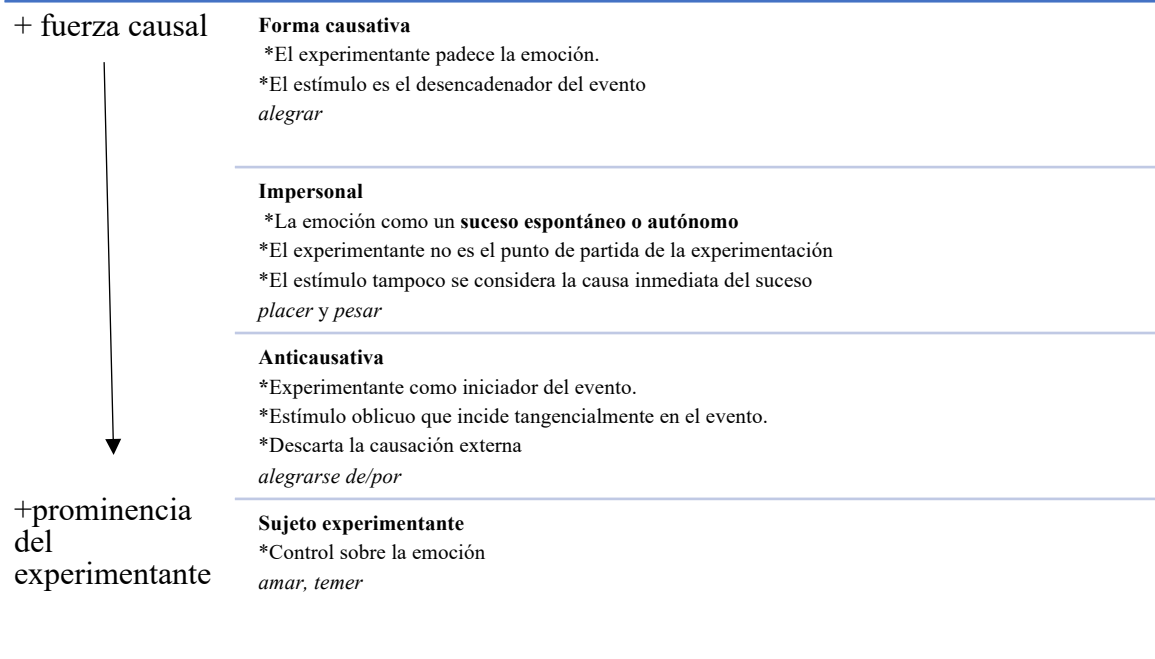 + fuerza causal
Forma causativa
*El experimentante padece la emoción.
*El estímulo es el desencadenador del evento
alegrar
Impersonal
*La emoción como un suceso espontáneo o autónomo
*El experimentante no es el punto de partida de la experimentación
*El estímulo tampoco se considera la causa inmediata del suceso
placer y pesar
Anticausativa
*Experimentante como iniciador del evento.
*Estímulo oblicuo que incide tangencialmente en el evento.
*Descarta la causación externa
alegrarse de/por
+prominencia
del
experimentante
Sujeto experimentante
*Control sobre la emoción
amar, temer